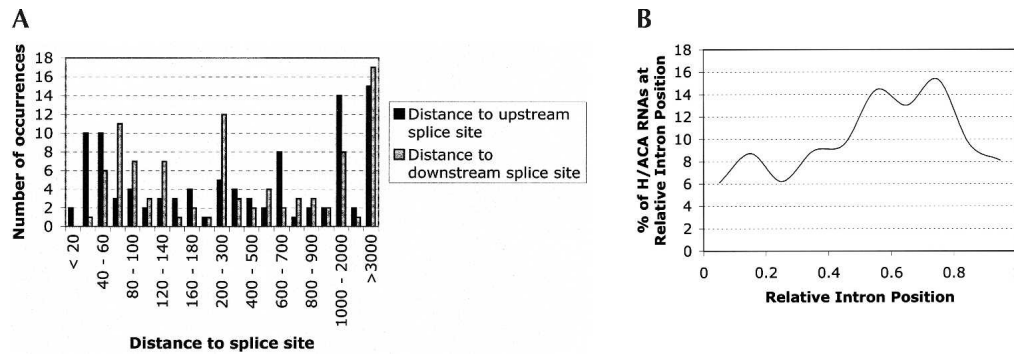 A
Number of occurrences
18
16
14
12
10
8
6
4
2
0
< 20
40 - 60
80 - 100
120 - 140
160 - 180
200 - 300
400 - 500
600 - 700
800 - 900
1000 - 2000
> 3000
Distance to splice site
Distance to upstream
splice site
Distance to
downstream splice site
B
% of H/ACA RNAs at
Relative Intron Position
18
16
14
12
10
8
6
4
2
0
0
0.2
0.4
0.6
0.8
Relative Intron Position